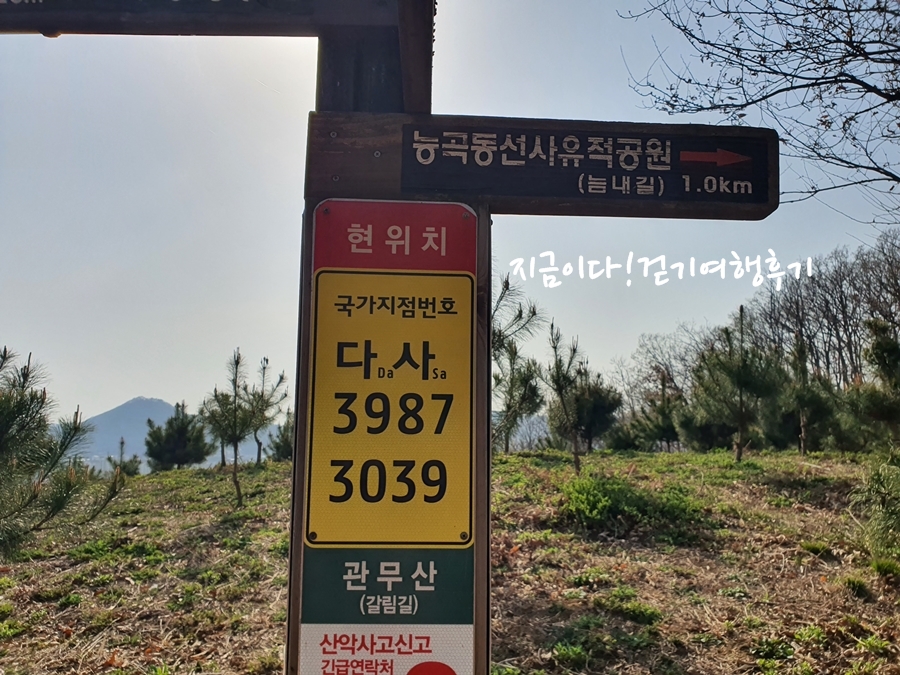 능곡동선사유적공원
(늠내길) 1.0km
현위치
지금이다! 걷기여행후기
국가지점번호
다Da사Sa
3987
3039
관무산
(갈림길)
산악사고신고
긴급연락처